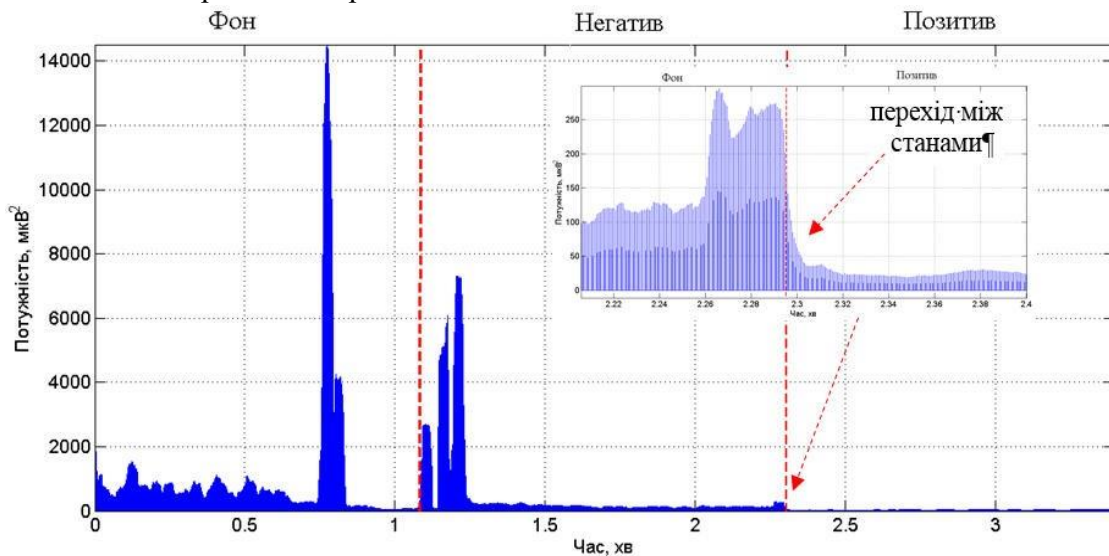 Фон Негатив Позитив
14000
12000
10000
8000
6000
4000
2000
0
Потужність, мкВ²
0 0.5 1 1.5 2 2.5 3
Час, хв
Фон Позитив
250
200
150
100
50
0
Потужність, мкВ²
2.22 2.24 2.26 2.28 2.3 2.32 2.34 2.36 2.38 2.4
Час, хв
перехід·між
станами¶